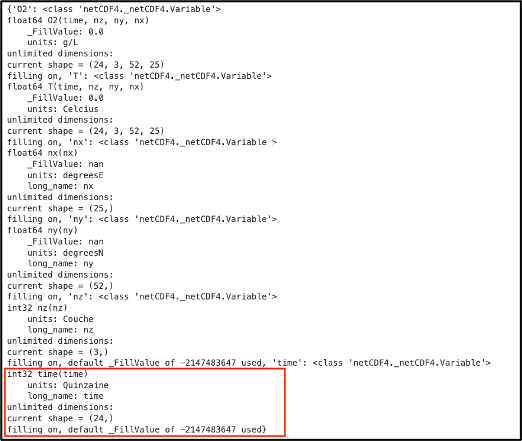 {'O2': <class 'netCDF4._netCDF4.Variable'>
float64 O2(time, nz, ny, nx)
    _FillValue: 0.0
    units: g/L
unlimited dimensions:
current shape = (24, 3, 52, 25)
filling on, 'T': <class 'netCDF4._netCDF4.Variable'>
float64 T(time, nz, ny, nx)
    _FillValue: 0.0
    units: Celcius
unlimited dimensions:
current shape = (24, 3, 52, 25)
filling on, 'nx': <class 'netCDF4._netCDF4.Variable'>
float64 nx(nx)
    _FillValue: nan
    units: degreesE
    long_name: nx
unlimited dimensions:
current shape = (25,)
filling on, 'ny': <class 'netCDF4._netCDF4.Variable'>
float64 ny(ny)
    _FillValue: nan
    units: degreesN
    long_name: ny
unlimited dimensions:
current shape = (52,)
filling on, 'nz': <class 'netCDF4._netCDF4.Variable'>
int32 nz(nz)
    units: Couche
    long_name: nz
unlimited dimensions:
current shape = (3,)
filling on, default _FillValue of -2147483647 used, 'time': <class 'netCDF4._netCDF4.Variable'>
int32 time(time)
    units: Quinzaine
    long_name: time
unlimited dimensions:
current shape = (24,)
filling on, default _FillValue of -2147483647 used}